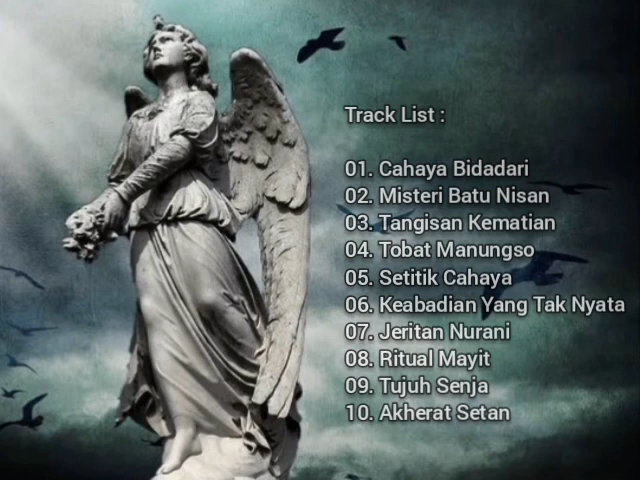 Track List :
01. Cahaya Bidadari
02. Misteri Batu Nisan
03. Tangisan Kematian
04. Tobat Manungso
05. Setitik Cahaya
06. Keabadian Yang Tak Nyata
07. Jeritan Nurani
08. Ritual Mayit
09. Tujuh Senja
10. Akherat Setan